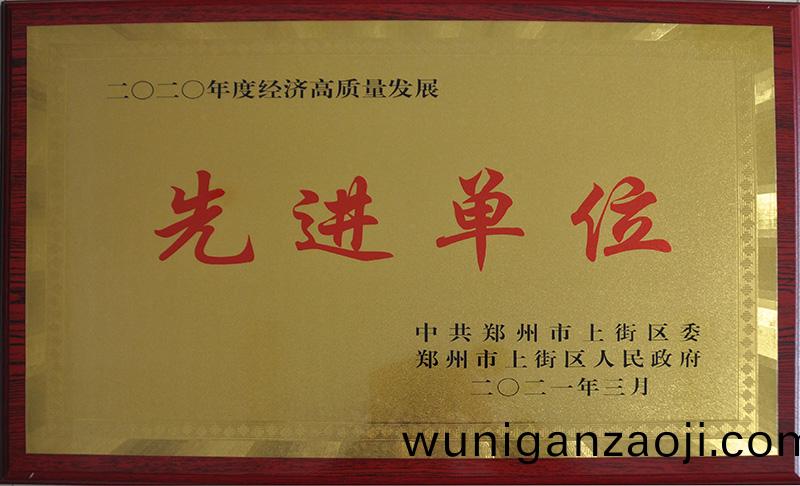 二〇二〇年度经济高质量发展
先进单位
中共郑州市上街区委
郑州市上街区人民政府
二〇二一年三月
wuniganzaoji.com